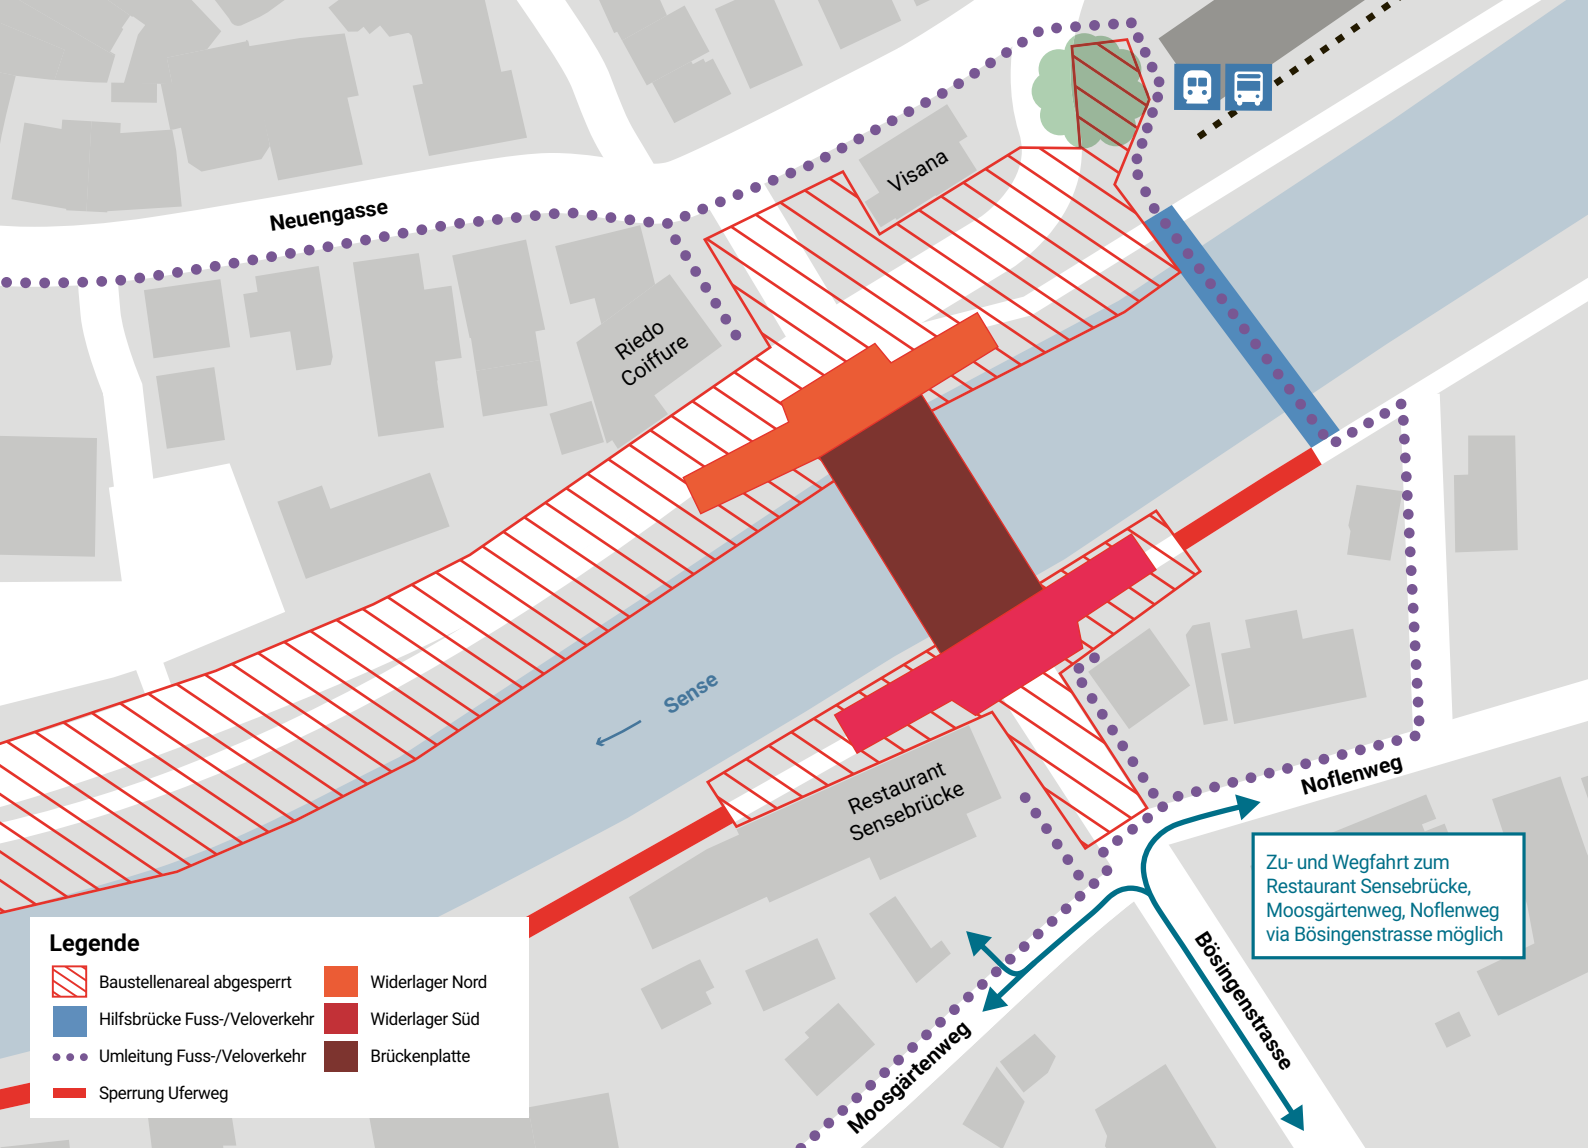 Neuengasse
Visana
Riedo
Coiffure
Sense
Restaurant
Sensebrücke
Noflenweg
Zu- und Wegfahrt zum
Restaurant Sensebrücke,
Moosgärtenweg, Noflenweg
via Bösingenstrasse möglich
Bösingenstrasse
Moosgärtenweg
Legende
Baustellenareal abgesperrt
Hilfsbrücke Fuss-/Veloverkehr
Umleitung Fuss-/Veloverkehr
Sperrung Uferweg
Widerlager Nord
Widerlager Süd
Brückenplatte